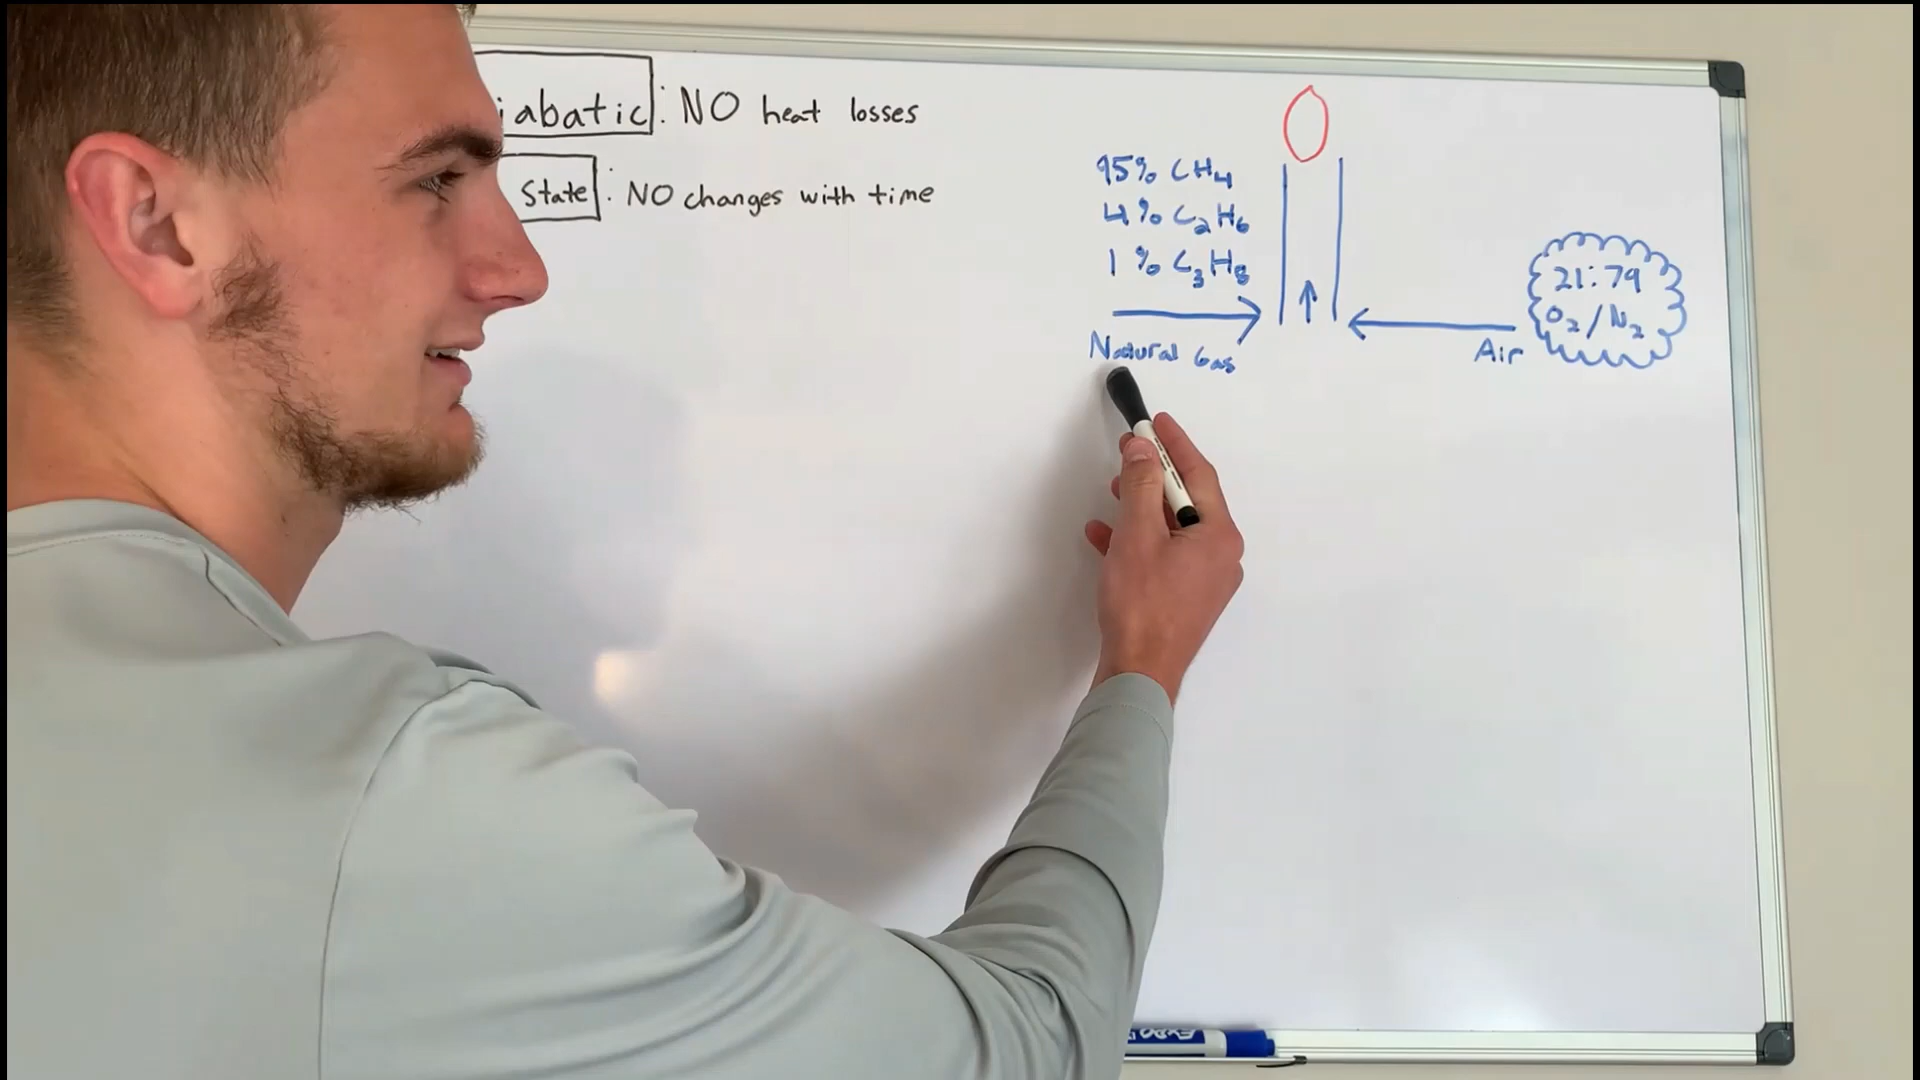 iabatic: NO heat losses
State: NO changes with time
95% CH4
4% C2H6
1% C3H8
Natural Gas
21:79
O2/N2
Air
EXPO